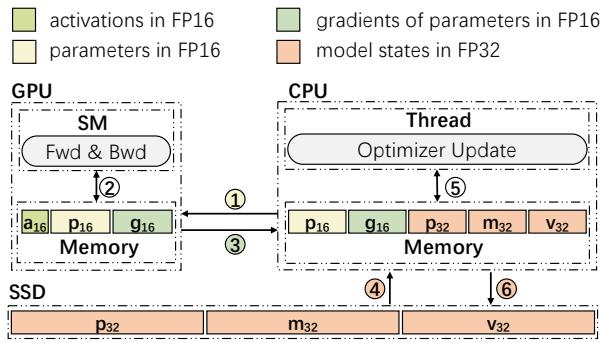 activations in FP16
gradients of parameters in FP16
parameters in FP16
model states in FP32
GPU
CPU
SM
Thread
Fwd & Bwd
Optimizer Update
②
①
⑤
a16 p16 g16
p16 g16 p32 m32 v32
Memory
③
Memory
SSD
④
⑥
p32 m32 v32